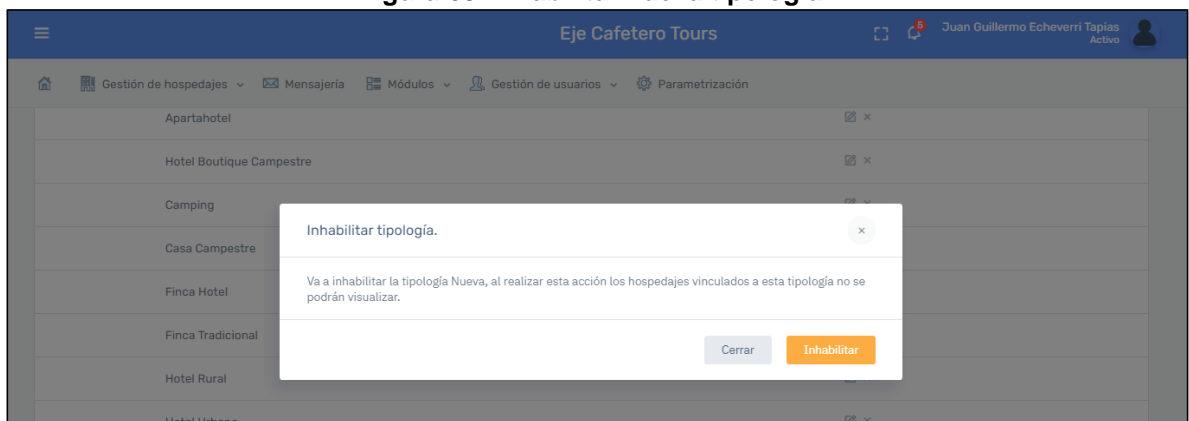 Eje Cafetero Tours
5
Juan Guillermo Echeverri Tapias
Activo
Gestión de hospedajes
Mensajería
Módulos
Gestión de usuarios
Parametrización
Apartahotel
Hotel Boutique Campestre
Camping
Casa Campestre
Finca Hotel
Finca Tradicional
Hotel Rural
Inhabilitar tipología.
Va a inhabilitar la tipología Nueva, al realizar esta acción los hospedajes vinculados a esta tipología no se
podrán visualizar.
Cerrar
Inhabilitar